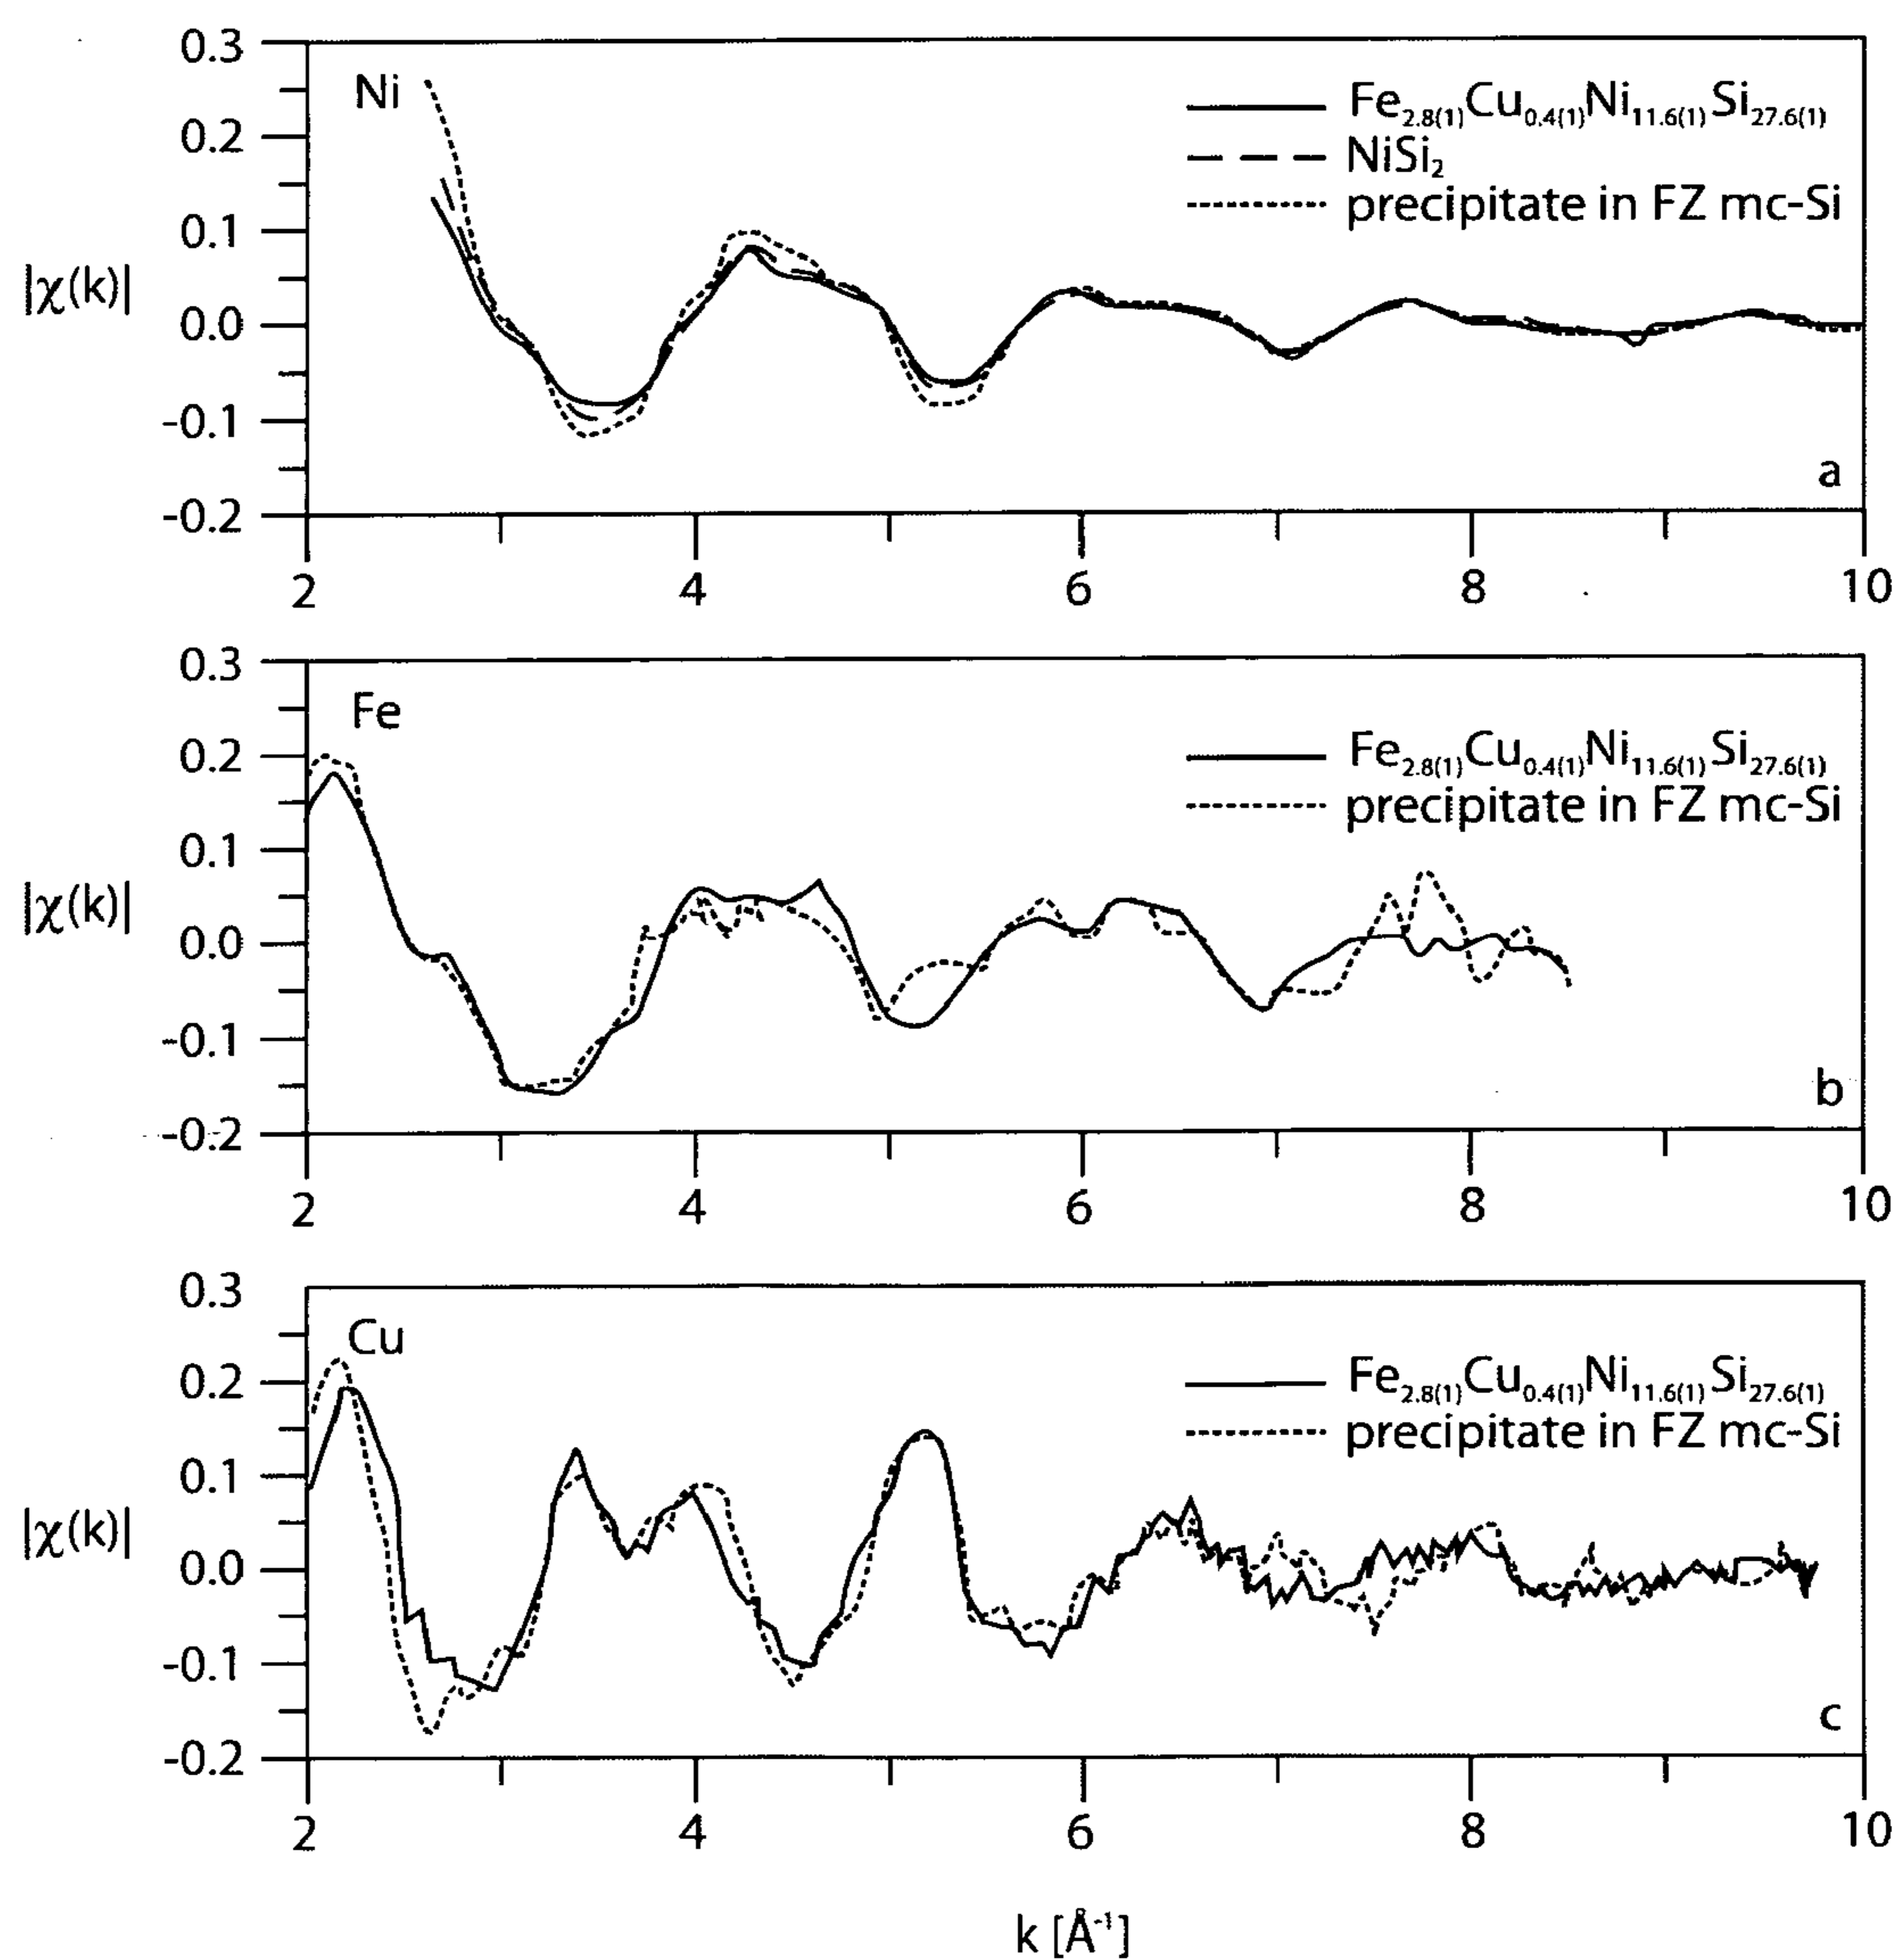 0.3
Ni
Fe2.8(1)Cu0.4(1)Ni11.6(1)Si27.6(1)
0.2
NiSi2
precipitate in FZ mc-Si
0.1
|χ(k)|
0.0
-0.1
a
-0.2
2 4 6 8 10
0.3
Fe
0.2
Fe2.8(1)Cu0.4(1)Ni11.6(1)Si27.6(1)
precipitate in FZ mc-Si
0.1
|χ(k)|
0.0
-0.1
b
-0.2
2 4 6 8 10
0.3
Cu
0.2
Fe2.8(1)Cu0.4(1)Ni11.6(1)Si27.6(1)
precipitate in FZ mc-Si
0.1
|χ(k)|
0.0
-0.1
c
-0.2
2 4 6 8 10
k [Å-1]